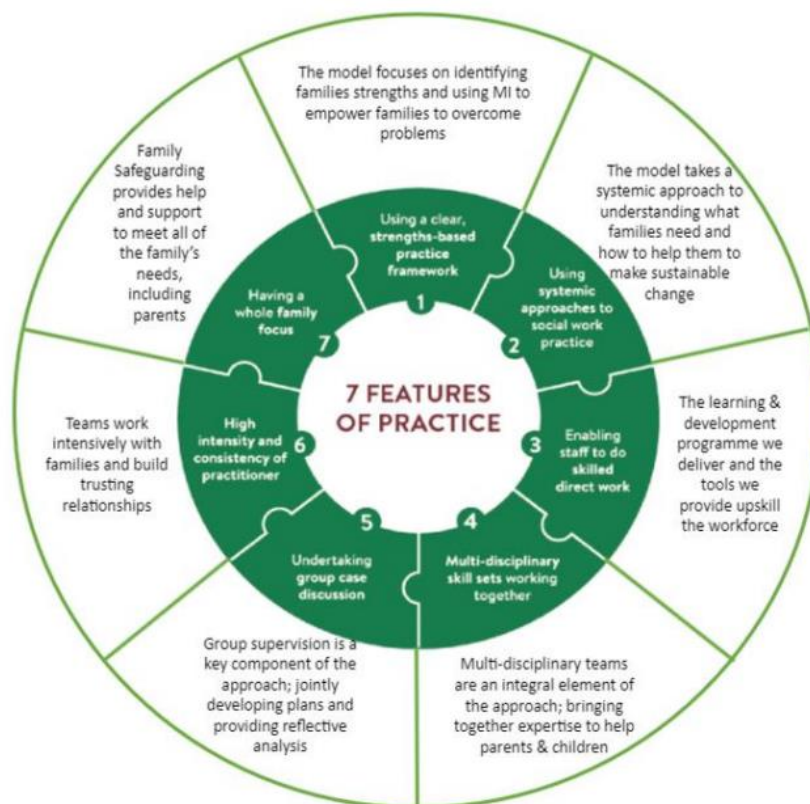 7 FEATURES
OF PRACTICE
The model focuses on identifying
families strengths and using MI to
empower families to overcome
problems
Using a clear,
strengths-based
practice
framework
1
The model takes a
systemic approach to
understanding what
families need and
how to help them to
make sustainable
change
Using
systemic
approaches to
social work
practice
2
The learning &
development
programme we
deliver and the
tools we
provide upskill
the workforce
Enabling
staff to do
skilled
direct work
3
Multi-disciplinary
skill sets working
together
4
Multi-disciplinary teams
are an integral element of
the approach; bringing
together expertise to help
parents & children
Undertaking
group case
discussion
5
Group supervision is a
key component of the
approach; jointly
developing plans and
providing reflective
analysis
High
intensity and
consistency of
practitioner
6
Teams work
intensively with
families and build
trusting
relationships
Having a
whole family
focus
7
Family
Safeguarding
provides help
and support
to meet all of
the family's
needs,
including
parents